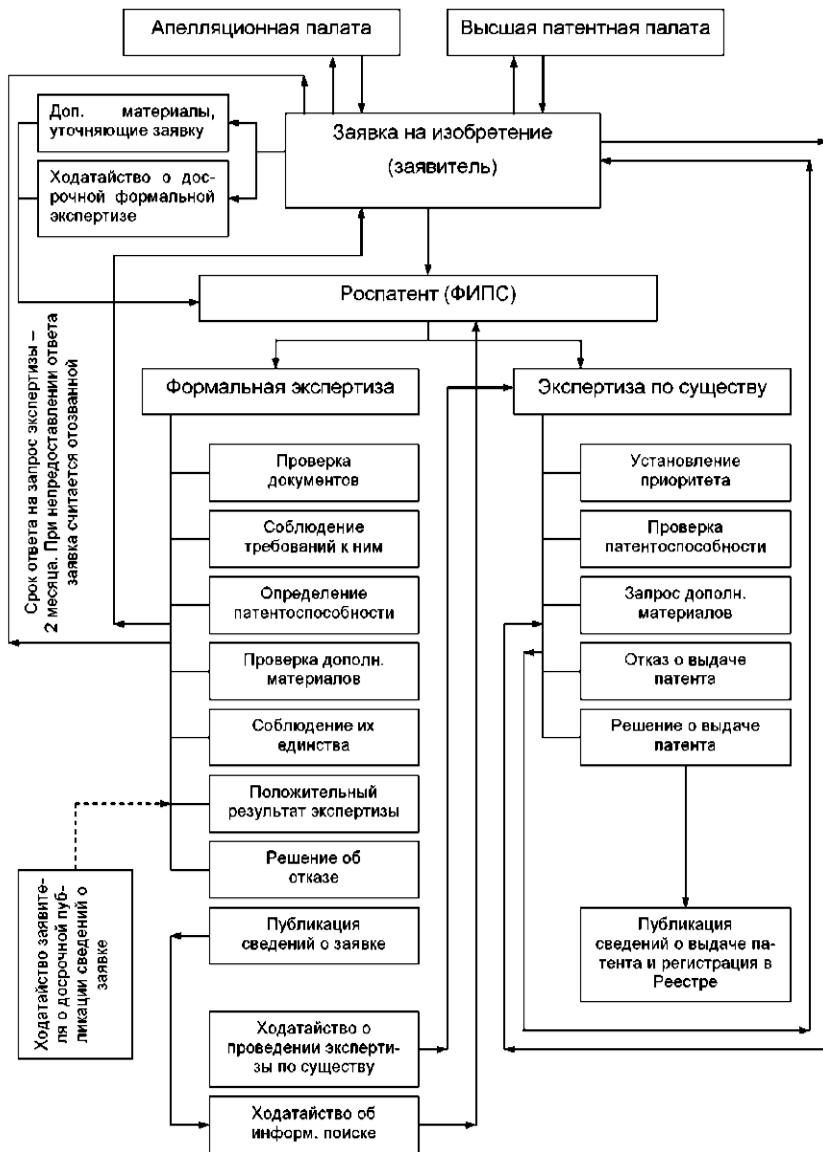 Апелляционная палата
Высшая патентная палата
Доп. материалы,
уточняющие заявку
Заявка на изобретение
(заявитель)
Ходатайство о дос-
рочной формальной
экспертизе
Роспатент (ФИПС)
Срок ответа на запрос экспертизы –
2 месяца. При непредоставлении ответа
заявка считается отозванной
Формальная экспертиза
Проверка
документов
Соблюдение
требований к ним
Определение
патентоспособности
Проверка дополн.
материалов
Соблюдение их
единства
Положительный
результат экспертизы
Решение об
отказе
Публикация
сведений о заявке
Ходатайство о
проведении эксперти-
зы по существу
Ходатайство об
информ. поиске
Экспертиза по существу
Установление
приоритета
Проверка
патентоспособности
Запрос дополн.
материалов
Отказ о выдаче
патента
Решение о выдаче
патента
Публикация
сведений о выдаче па-
тента и регистрация в
Реестре
Ходатайство заявите-
ля о досрочной пуб-
ликации сведений о
заявке